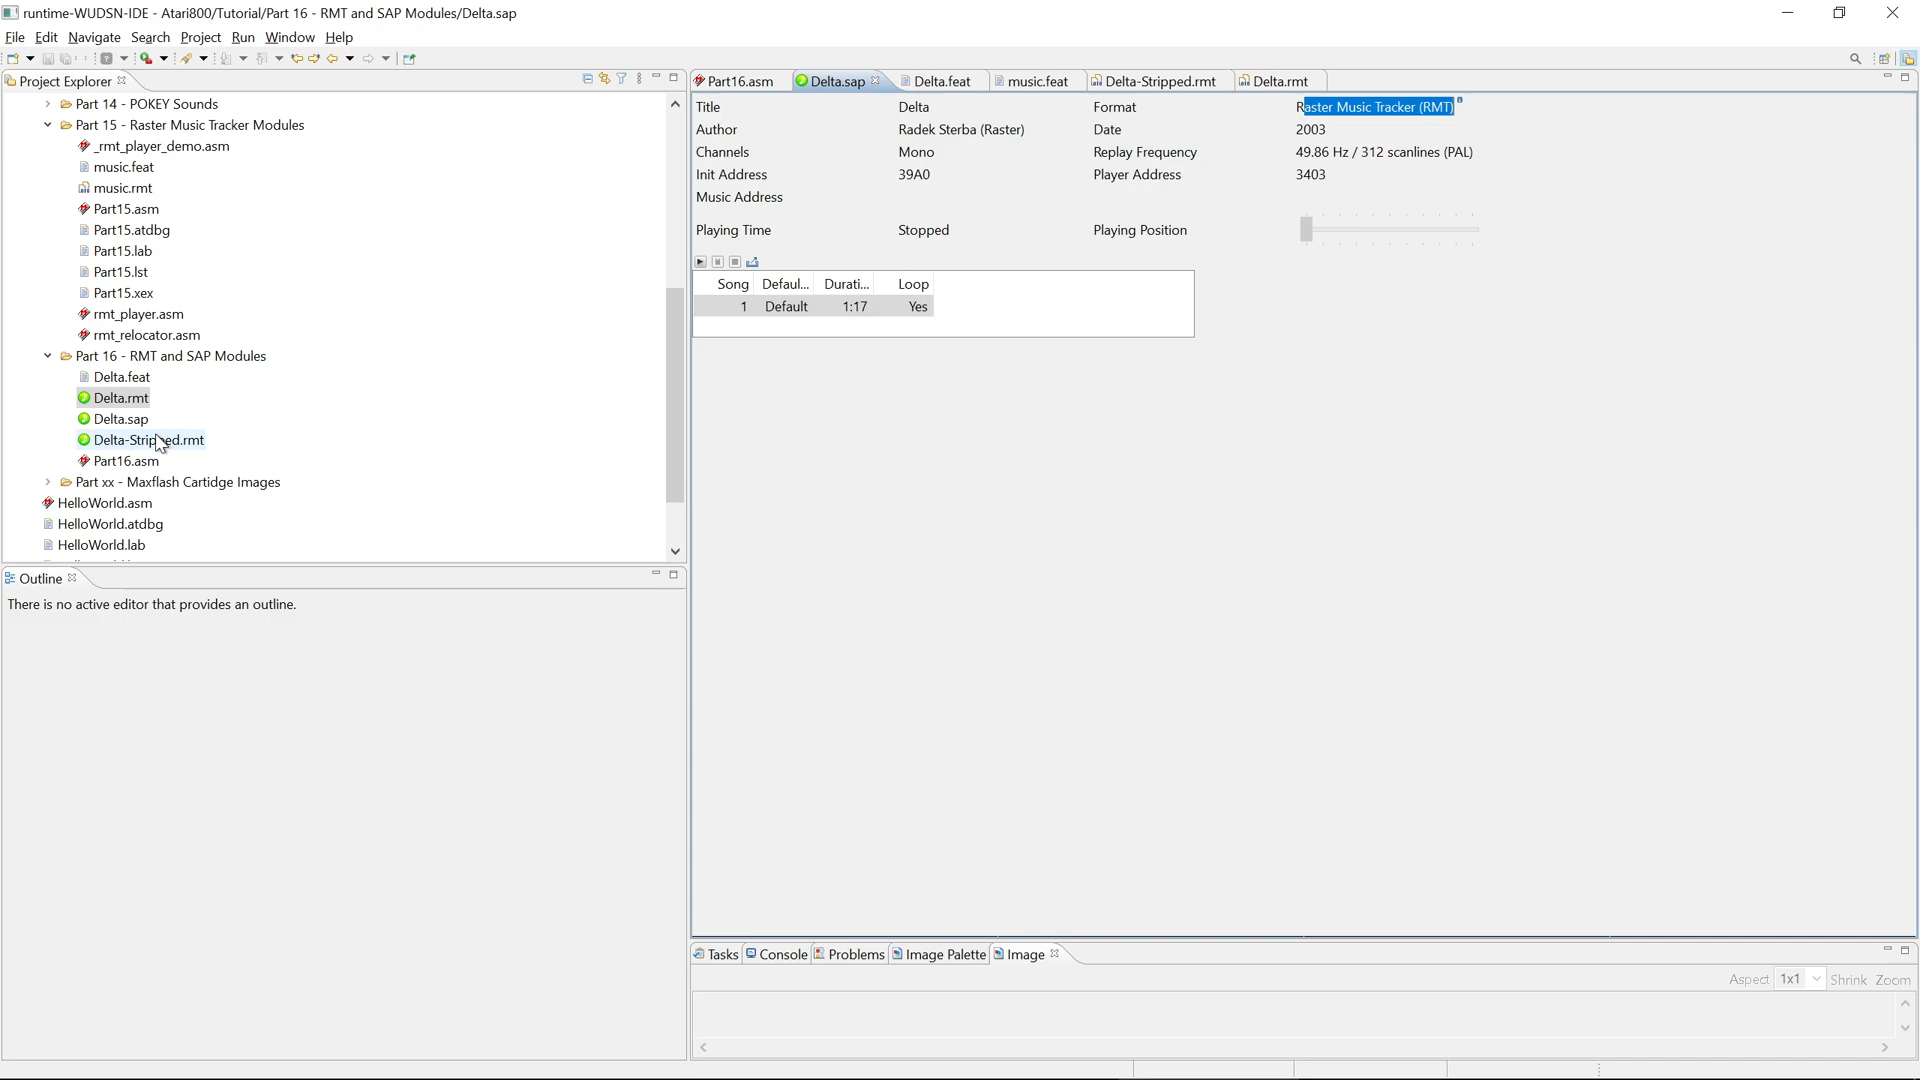 runtime-WUDSN-IDE - Atari800/Tutorial/Part 16 - RMT and SAP Modules/Delta.sap
File Edit Navigate Search Project Run Window Help
Project Explorer
Part 14 - POKEY Sounds
Part 15 - Raster Music Tracker Modules
_rmt_player_demo.asm
music.feat
music.rmt
Part15.asm
Part15.atdbg
Part15.lab
Part15.lst
Part15.xex
rmt_player.asm
rmt_relocator.asm
Part 16 - RMT and SAP Modules
Delta.feat
Delta.rmt
Delta.sap
Delta-Stripped.rmt
Part16.asm
Part xx - Maxflash Cartidge Images
HelloWorld.asm
HelloWorld.atdbg
HelloWorld.lab
Outline
There is no active editor that provides an outline.
Part16.asm Delta.sap Delta.feat music.feat Delta-Stripped.rmt Delta.rmt
Title Delta Format Raster Music Tracker (RMT)
Author Radek Sterba (Raster) Date 2003
Channels Mono Replay Frequency 49.86 Hz / 312 scanlines (PAL)
Init Address 39A0 Player Address 3403
Music Address
Playing Time Stopped Playing Position
Song Defaul... Durati... Loop
1 Default 1:17 Yes
Tasks Console Problems Image Palette Image
Aspect 1x1 Shrink Zoom